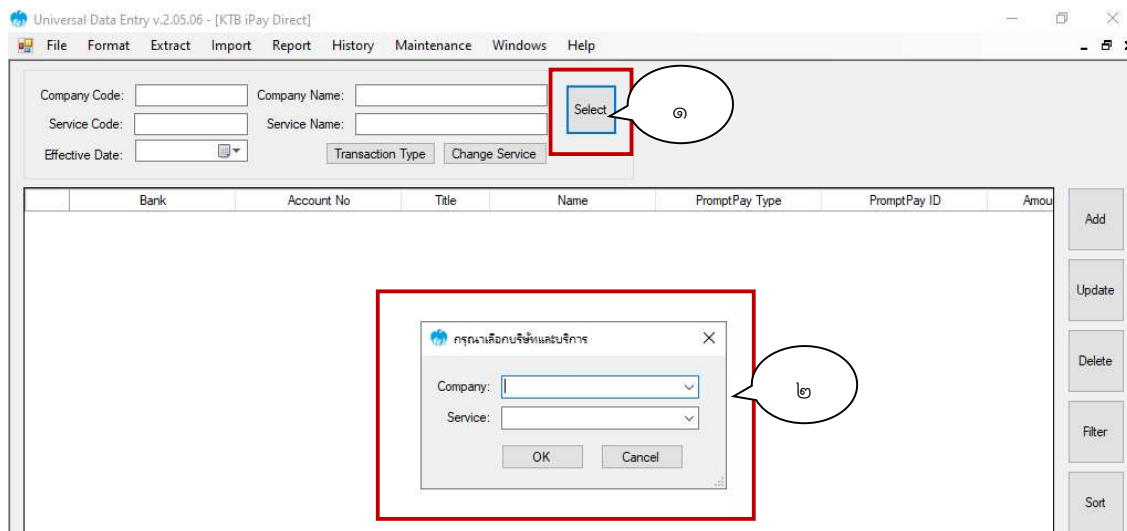 Universal Data Entry v.2.05.06 - [KTB iPay Direct]
File Format Extract Import Report History Maintenance Windows Help
Company Code: Company Name: Select ๑
Service Code: Service Name:
Effective Date: Transaction Type Change Service
Bank Account No Title Name PromptPay Type PromptPay ID Amou
Add
Update
กรุณาเลือกบริษัทและบริการ
Delete
Company: ๒
Service:
Filter
OK Cancel
Sort